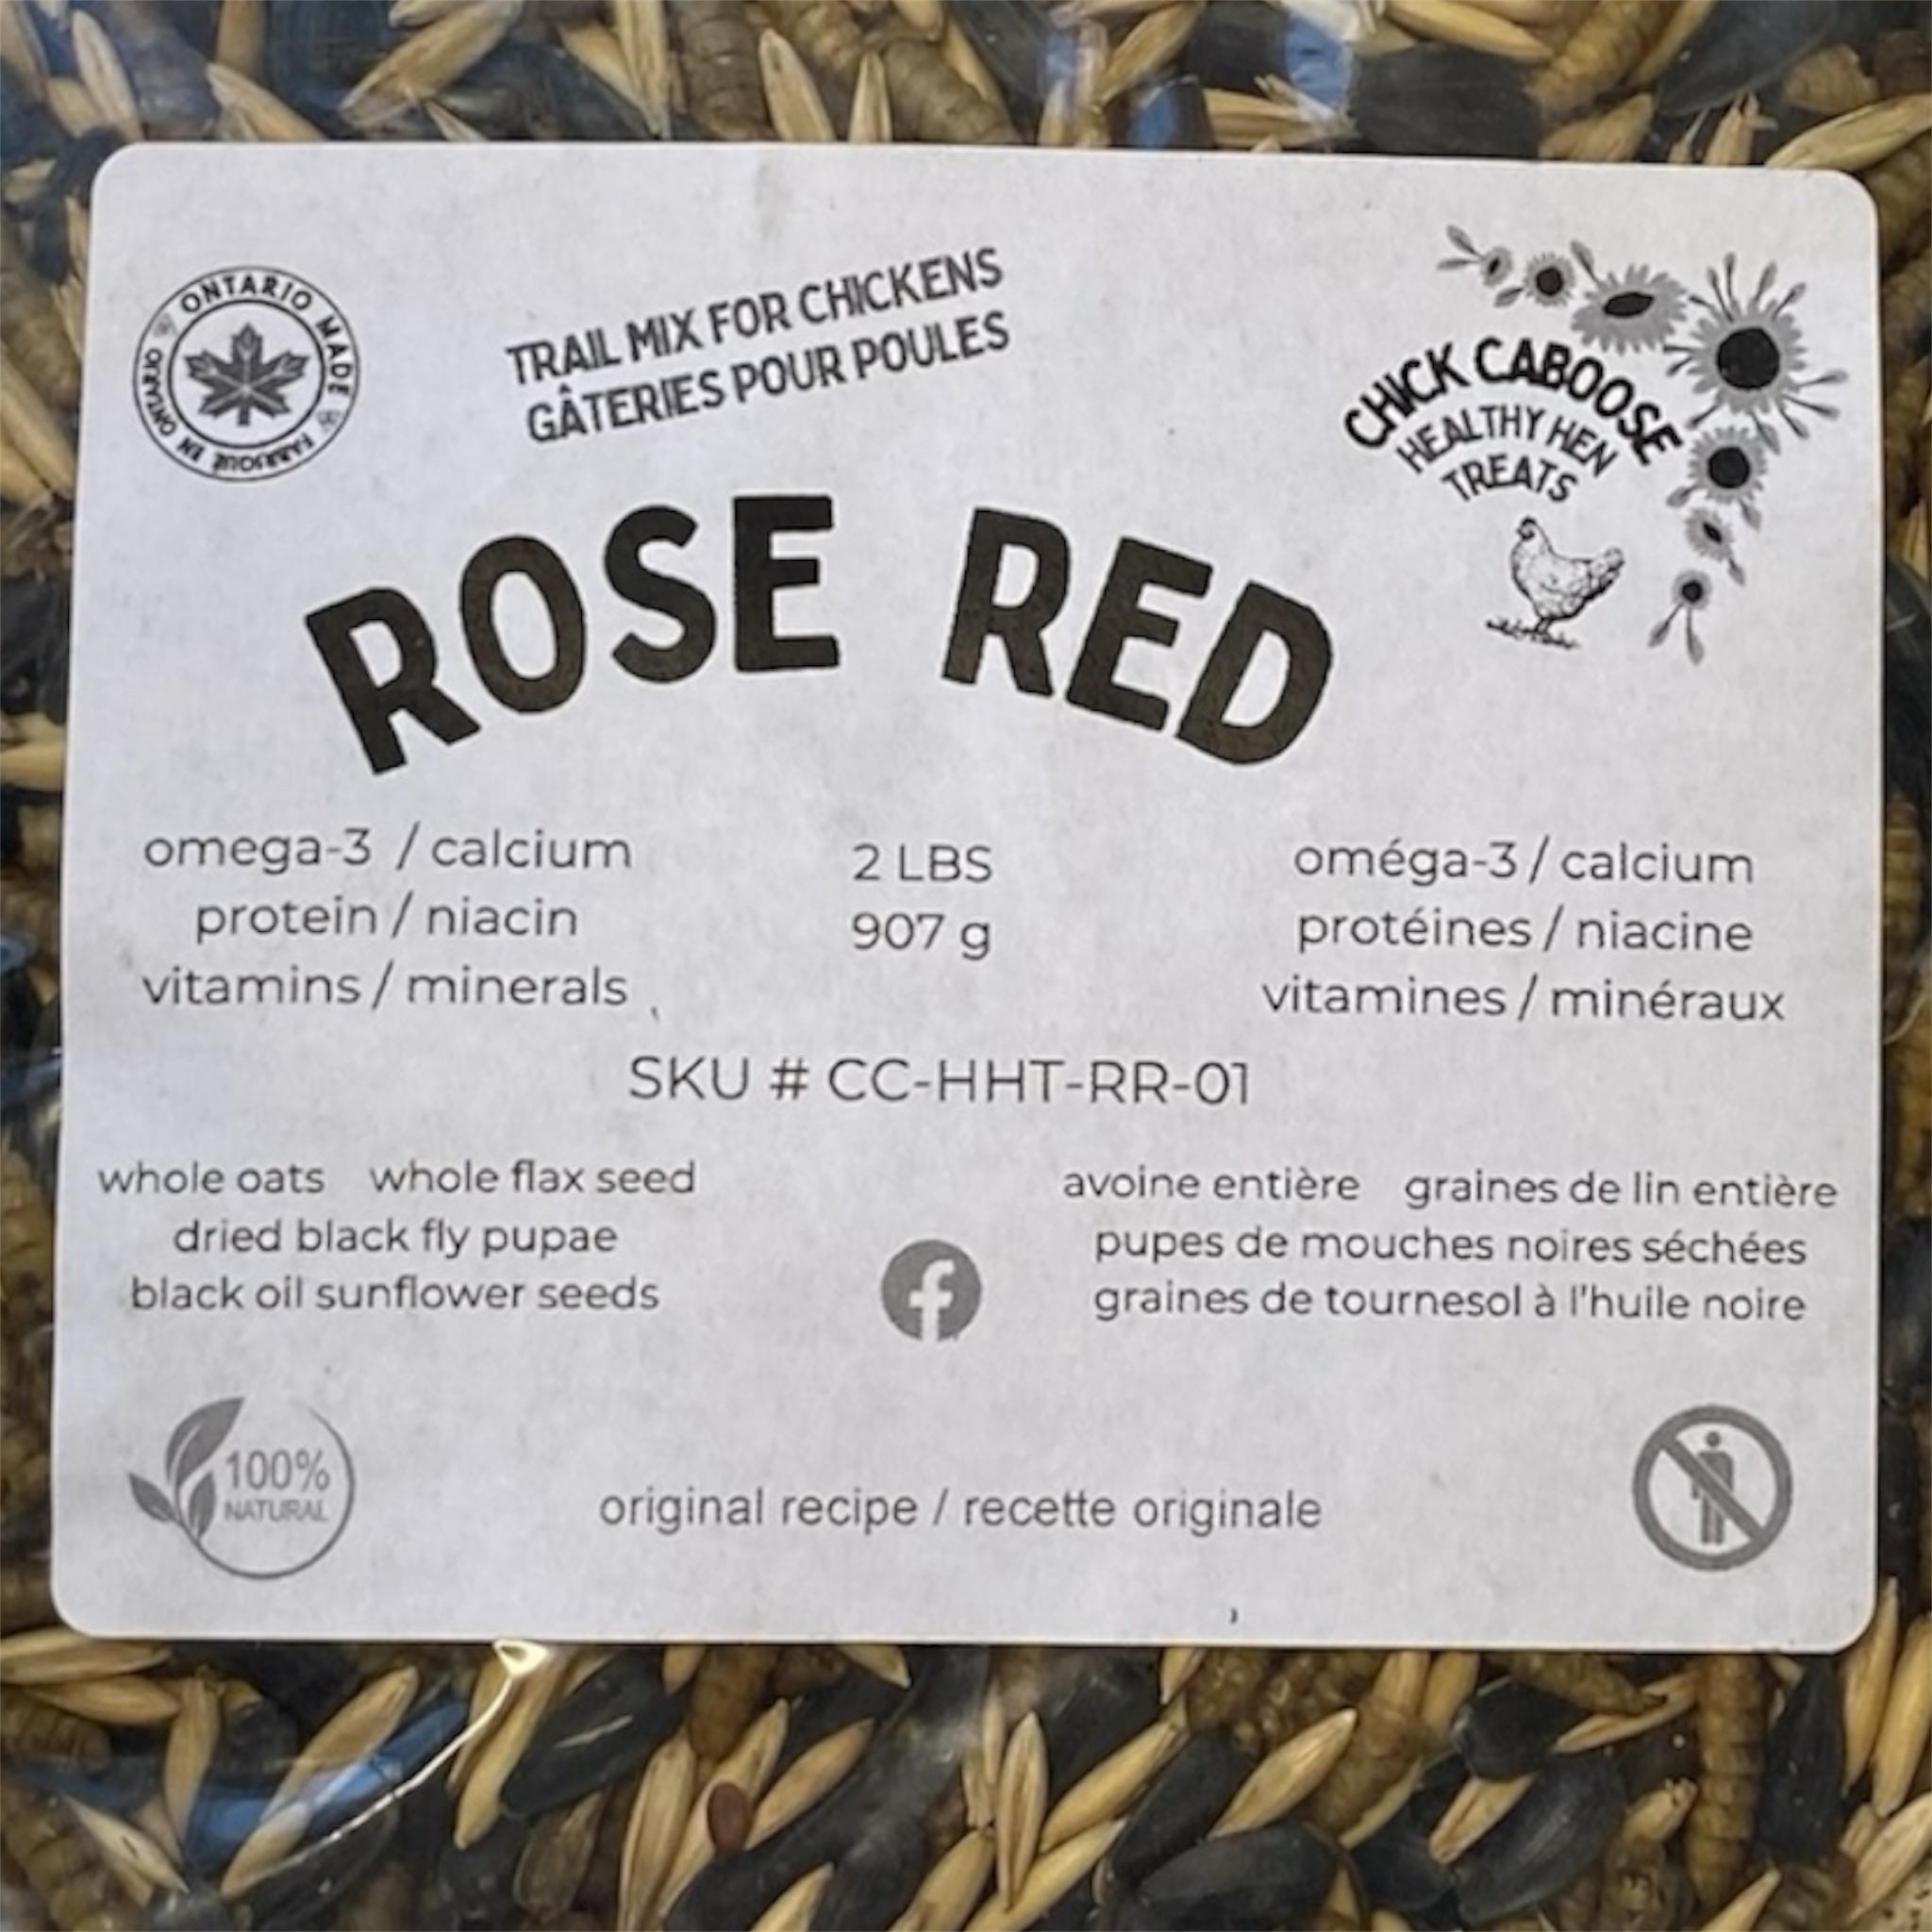 ONTARIO MADE
FABRIQUÉ EN ONTARIO
TRAIL MIX FOR CHICKENS
GÂTERIES POUR POULES
CHICK CABOOSE
HEALTHY HEN
TREATS
ROSE RED
omega-3 / calcium
protein / niacin
vitamins / minerals
2 LBS
907 g
oméga-3 / calcium
protéines / niacine
vitamines / minéraux
SKU # CC-HHT-RR-01
whole oats whole flax seed
dried black fly pupae
black oil sunflower seeds
avoine entière graines de lin entière
pupes de mouches noires séchées
graines de tournesol à l'huile noire
100%
NATURAL
original recipe / recette originale